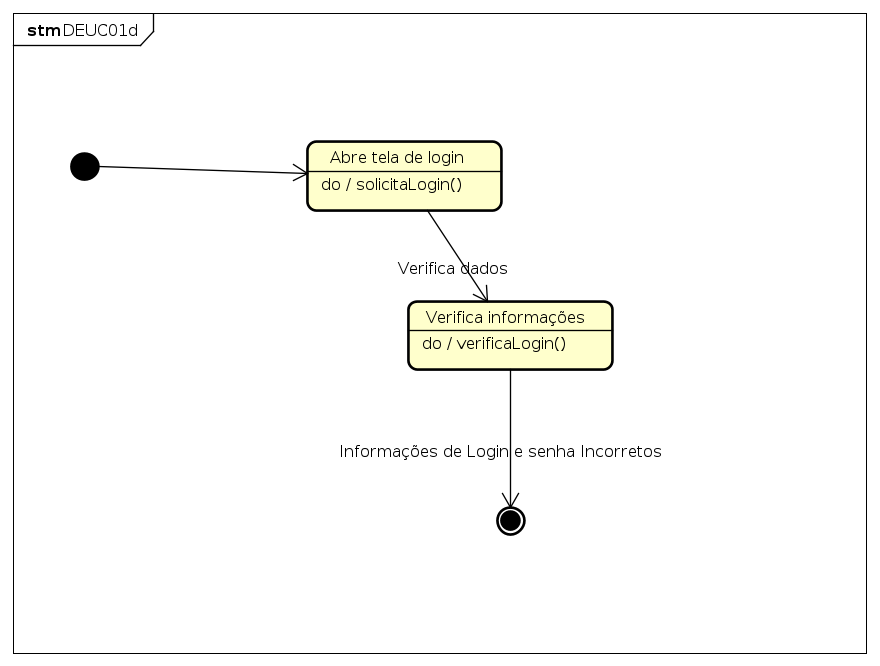 stm DEUC01d
Abre tela de login
do / solicitaLogin()
Verifica dados
Verifica informações
do / verificaLogin()
Informações de Login e senha Incorretos